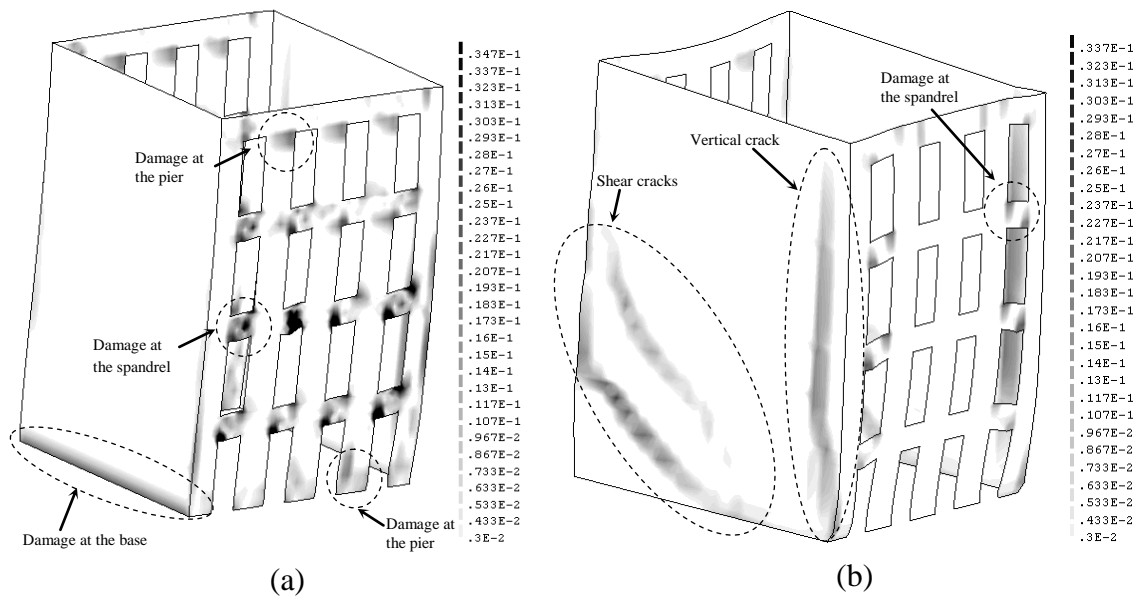 Damage at
the pier
Damage at
the spandrel
Damage at the base
Damage at
the pier
.347E-1
.337E-1
.323E-1
.313E-1
.303E-1
.293E-1
.28E-1
.27E-1
.26E-1
.25E-1
.237E-1
.227E-1
.217E-1
.207E-1
.193E-1
.183E-1
.173E-1
.16E-1
.15E-1
.14E-1
.13E-1
.117E-1
.107E-1
.967E-2
.867E-2
.733E-2
.633E-2
.533E-2
.433E-2
.3E-2
(a)
Damage at
the spandrel
Vertical crack
Shear cracks
.337E-1
.323E-1
.313E-1
.303E-1
.293E-1
.28E-1
.27E-1
.26E-1
.25E-1
.237E-1
.227E-1
.217E-1
.207E-1
.193E-1
.183E-1
.173E-1
.16E-1
.15E-1
.14E-1
.13E-1
.117E-1
.107E-1
.967E-2
.867E-2
.733E-2
.633E-2
.533E-2
.433E-2
.3E-2
(b)